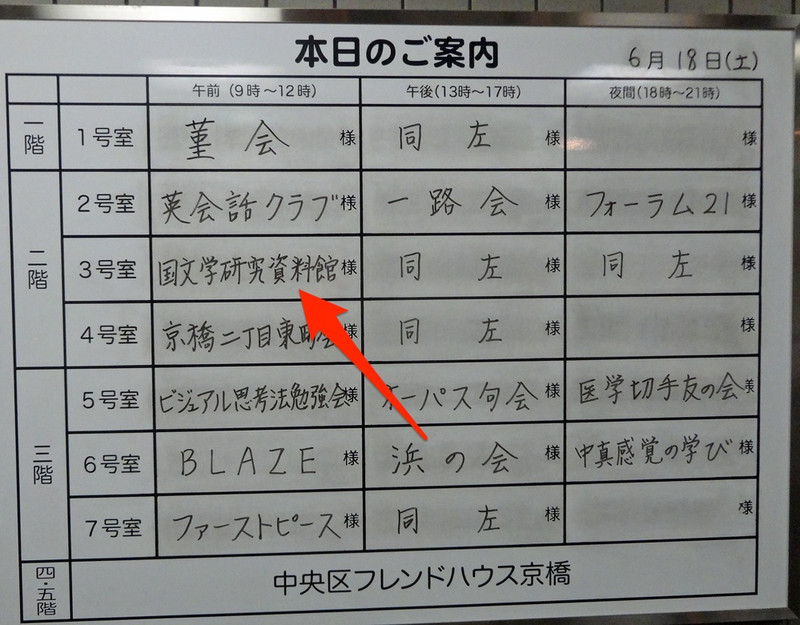 本日のご案内 6月18日(土)
午前（9時～12時） 午後（13時～17時） 夜間（18時～21時）
一階 1号室 菫会 様 同左 様 様
二階 2号室 英会話クラブ 様 一路会 様 フォーラム21 様
3号室 国文学研究資料館 様 同左 様 同左 様
4号室 京橋二丁目東町会 様 同左 様 様
三階 5号室 ビジュアル思考法勉強会 様 オーパス句会 様 医学切手友の会 様
6号室 BLAZE 様 浜の会 様 中真感覚の学び 様
7号室 ファーストピース 様 同左 様 様
四・五階 中央区フレンドハウス京橋